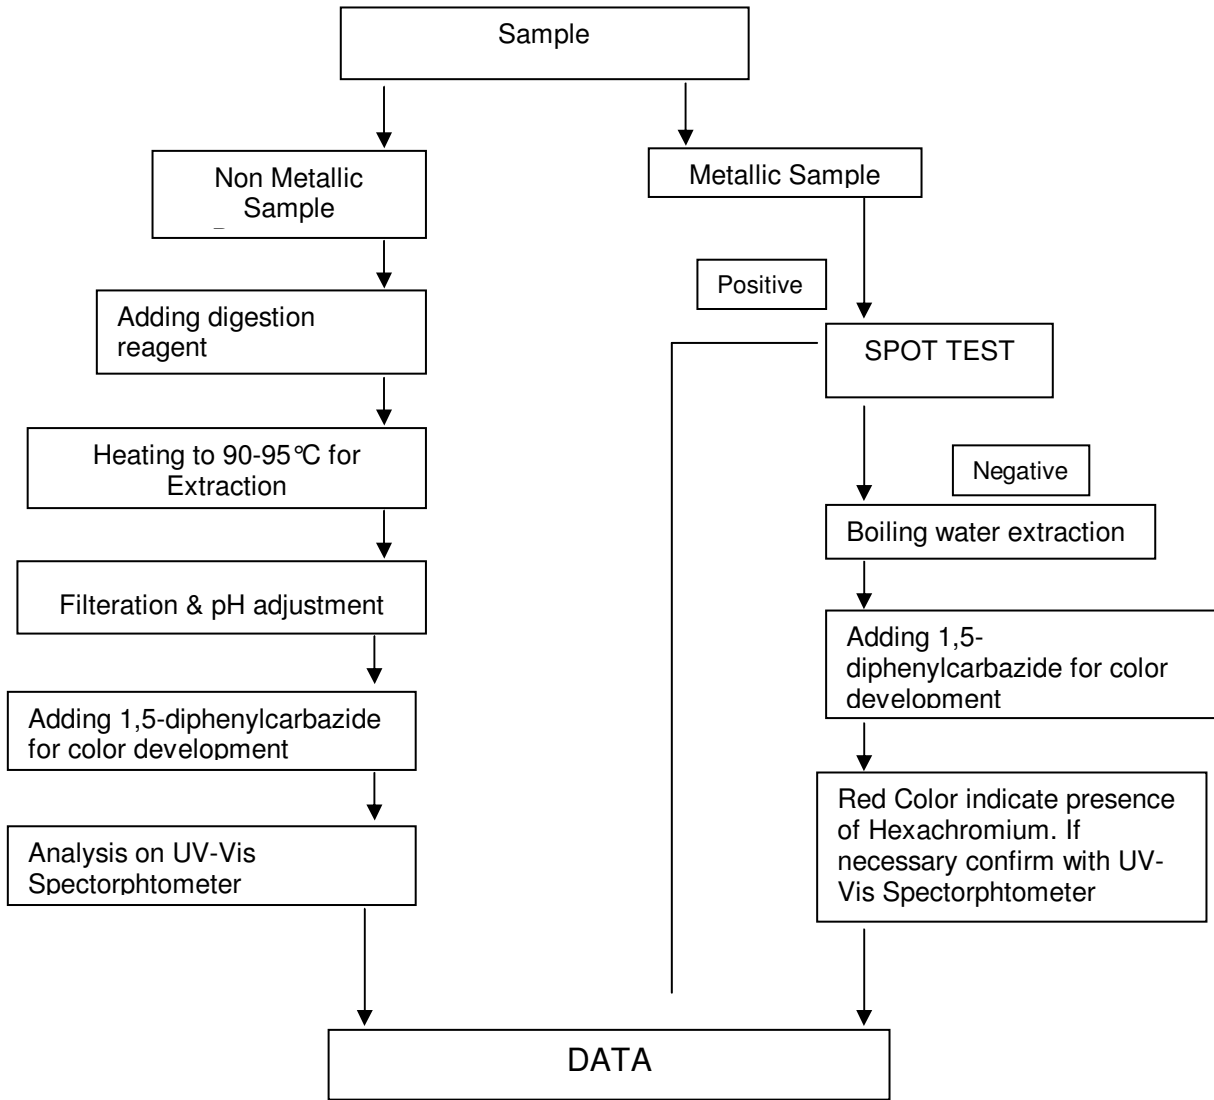 Sample
Non Metallic
Sample
Metallic Sample
Positive
Adding digestion
reagent
SPOT TEST
Heating to 90-95°C for
Extraction
Negative
Boiling water extraction
Filteration & pH adjustment
Adding 1,5-
diphenylcarbazide for color
development
Adding 1,5-diphenylcarbazide
for color development
Red Color indicate presence
of Hexachromium. If
necessary confirm with UV-
Vis Spectorphtometer
Analysis on UV-Vis
Spectorphtometer
DATA